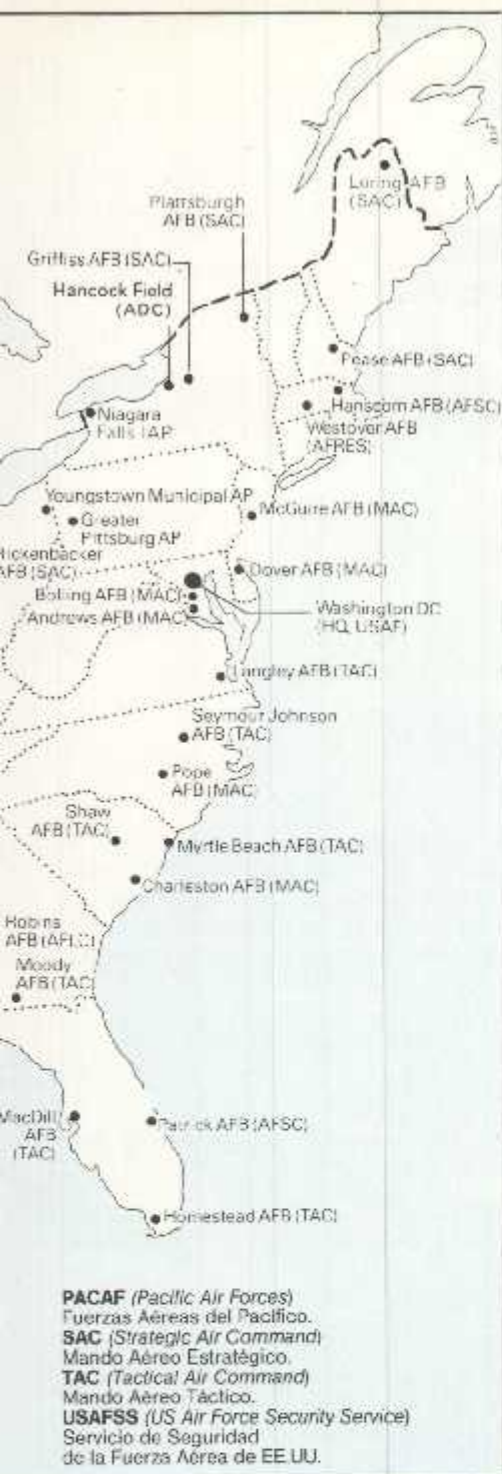 Loring AFB
(SAC)
Plattsburgh
AFB (SAC)
Griffiss AFB (SAC)
Hancock Field
(ADC)
Pease AFB (SAC)
Hanscom AFB (AFSC)
Westover AFB
(AFRES)
Niagara
Falls IAP
Youngstown Municipal AP
Greater
Pittsburg AP
McGuire AFB (MAC)
Rickenbacker
AFB (SAC)
Dover AFB (MAC)
Bolling AFB (MAC)
Andrews AFB (MAC)
Washington DC
(HQ, USAF)
Langley AFB (TAC)
Seymour Johnson
AFB (TAC)
Pope
AFB (MAC)
Shaw
AFB (TAC)
Myrtle Beach AFB (TAC)
Charleston AFB (MAC)
Robins
AFB (AFLC)
Moody
AFB (TAC)
MacDill
AFB
(TAC)
Patrick AFB (AFSC)
Homestead AFB (TAC)
PACAF (Pacific Air Forces)
Fuerzas Aéreas del Pacífico.
SAC (Strategic Air Command)
Mando Aéreo Estratégico.
TAC (Tactical Air Command)
Mando Aéreo Táctico.
USAFSS (US Air Force Security Service)
Servicio de Seguridad
de la Fuerza Aérea de EE.UU.